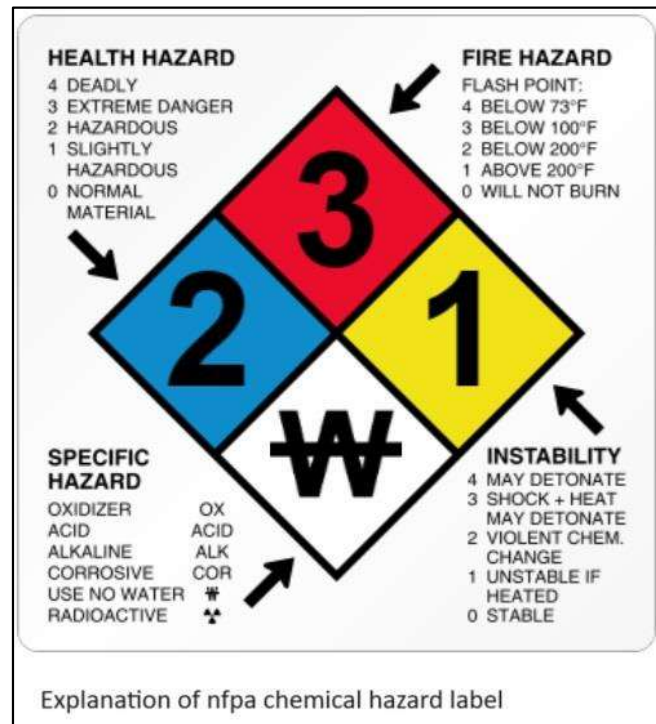 HEALTH HAZARD
4 DEADLY
3 EXTREME DANGER
2 HAZARDOUS
1 SLIGHTLY
HAZARDOUS
0 NORMAL
MATERIAL
FIRE HAZARD
FLASH POINT:
4 BELOW 73°F
3 BELOW 100°F
2 BELOW 200°F
1 ABOVE 200°F
0 WILL NOT BURN
3
2
1
W
SPECIFIC
HAZARD
OXIDIZER OX
ACID ACID
ALKALINE ALK
CORROSIVE COR
USE NO WATER W
RADIOACTIVE ☢
INSTABILITY
4 MAY DETONATE
3 SHOCK + HEAT
MAY DETONATE
2 VIOLENT CHEM.
CHANGE
1 UNSTABLE IF
HEATED
0 STABLE
Explanation of nfpa chemical hazard label